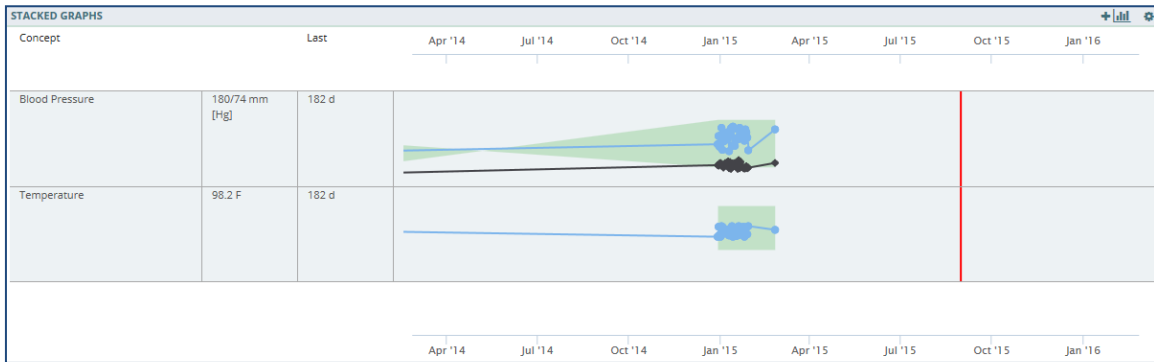 STACKED GRAPHS
Concept Last Apr '14 Jul '14 Oct '14 Jan '15 Apr '15 Jul '15 Oct '15 Jan '16
Blood Pressure 180/74 mm 182 d
[Hg]
Temperature 98.2 F 182 d
Apr '14 Jul '14 Oct '14 Jan '15 Apr '15 Jul '15 Oct '15 Jan '16